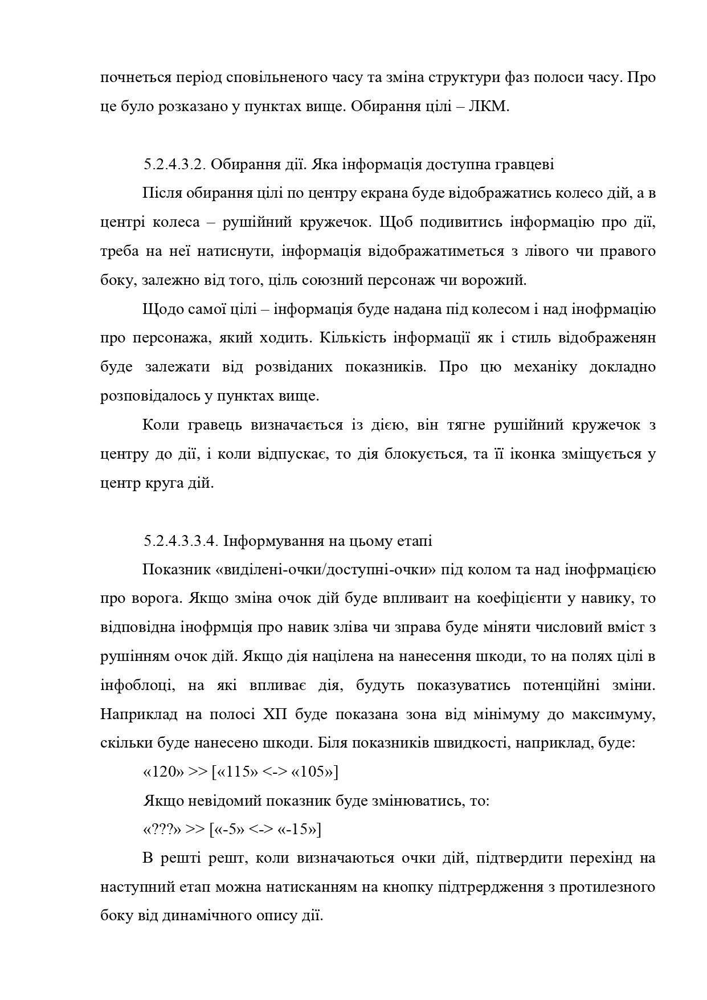 почнеться період сповільненого часу та зміна структури фаз полоси часу. Про
це було розказано у пунктах вище. Обирання цілі – ЛКМ.
5.2.4.3.2. Обирання дії. Яка інформація доступна гравцеві
Після обирання цілі по центру екрана буде відображатись колесо дій, а в
центрі колеса – рушійний кружечок. Щоб подивитись інформацію про дії,
треба на неї натиснути, інформація відображатиметься з лівого чи правого
боку, залежно від того, ціль союзний персонаж чи ворожий.
Щодо самої цілі – інформація буде надана під колесом і над інофрмацію
про персонажа, який ходить. Кількість інформації як і стиль відображенян
буде залежати від розвіданих показників. Про цю механіку докладно
розповідалось у пунктах вище.
Коли гравець визначається із дією, він тягне рушійний кружечок з
центру до дії, і коли відпускає, то дія блокується, та її іконка зміщується у
центр круга дій.
5.2.4.3.3.4. Інформування на цьому етапі
Показник «виділені-очки/доступні-очки» під колом та над інофрмацією
про ворога. Якщо зміна очок дій буде впливаит на коефіцієнти у навику, то
відповідна інофрмція про навик зліва чи зправа буде міняти числовий вміст з
рушінням очок дій. Якщо дія націлена на нанесення шкоди, то на полях цілі в
інфоблоці, на які впливає дія, будуть показуватись потенційні зміни.
Наприклад на полосі ХП буде показана зона від мінімуму до максимуму,
скільки буде нанесено шкоди. Біля показників швидкості, наприклад, буде:
«120» >> [«115» <-> «105»]
Якщо невідомий показник буде змінюватись, то:
«???» >> [«-5» <-> «-15»]
В решті решт, коли визначаються очки дій, підтвердити перехінд на
наступний етап можна натисканням на кнопку підтрердження з протилезного
боку від динамічного опису дії.